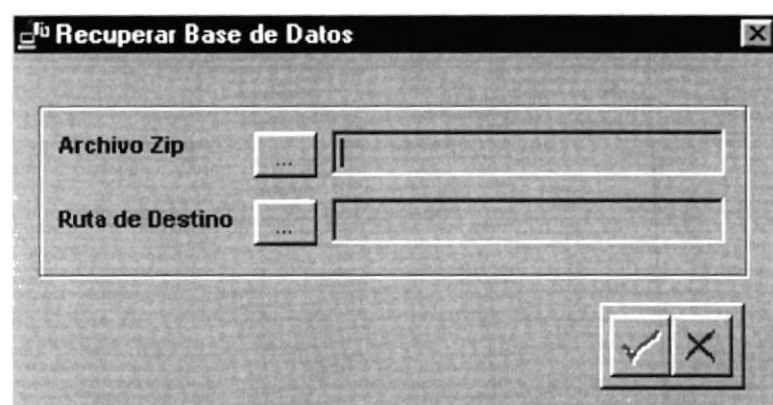 Recuperar Base de Datos
Archivo Zip ...
Ruta de Destino ...